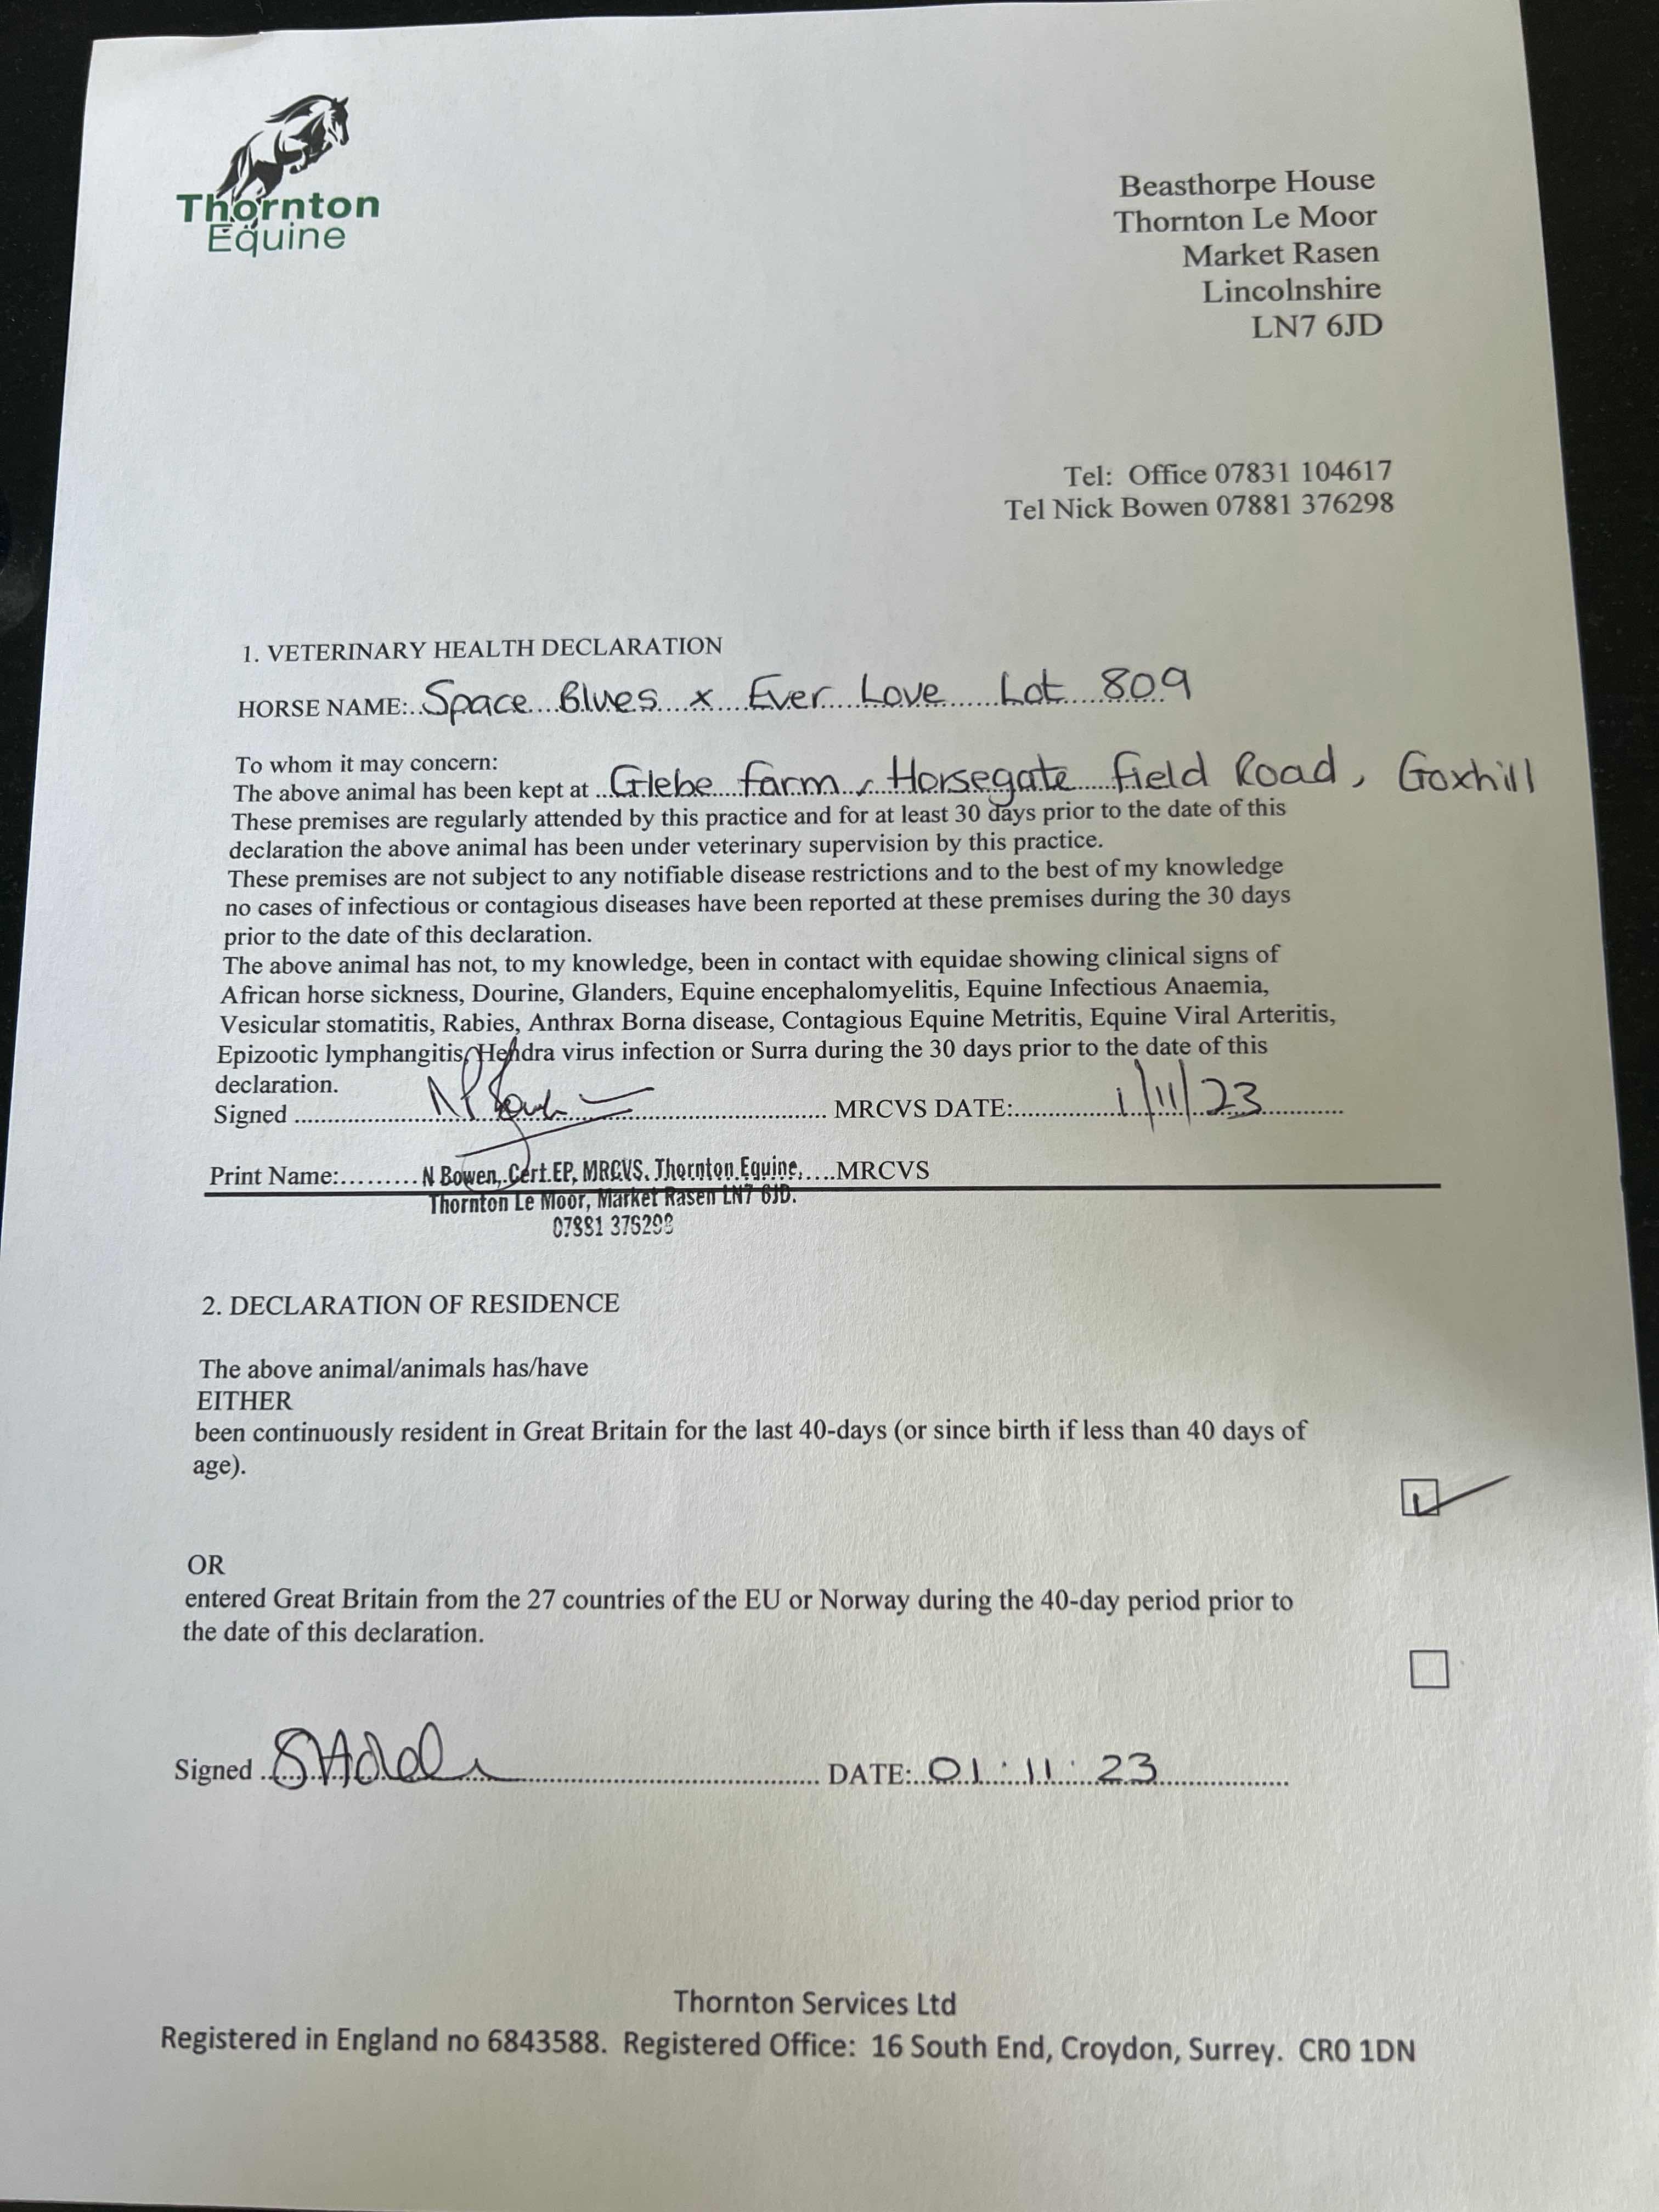 Thornton
Equine
Beasthorpe House
Thornton Le Moor
Market Rasen
Lincolnshire
LN7 6JD
Tel: Office 07831 104617
Tel Nick Bowen 07881 376298
1. VETERINARY HEALTH DECLARATION
HORSE NAME:..Space Blues x Ever Love Lot 809
To whom it may concern:
The above animal has been kept at ..Glebe farm, Horsegate field Road, Goxhill
These premises are regularly attended by this practice and for at least 30 days prior to the date of this
declaration the above animal has been under veterinary supervision by this practice.
These premises are not subject to any notifiable disease restrictions and to the best of my knowledge
no cases of infectious or contagious diseases have been reported at these premises during the 30 days
prior to the date of this declaration.
The above animal has not, to my knowledge, been in contact with equidae showing clinical signs of
African horse sickness, Dourine, Glanders, Equine encephalomyelitis, Equine Infectious Anaemia,
Vesicular stomatitis, Rabies, Anthrax Borna disease, Contagious Equine Metritis, Equine Viral Arteritis,
Epizootic lymphangitis, Hendra virus infection or Surra during the 30 days prior to the date of this
declaration.
Signed ........ MRCVS DATE:........1/11/23........
Print Name:......... N Bowen, Cert.EP, MRCVS. Thornton Equine, ....MRCVS
Thornton Le Moor, Market Rasen LN7 6JD.
07881 376298
2. DECLARATION OF RESIDENCE
The above animal/animals has/have
EITHER
been continuously resident in Great Britain for the last 40-days (or since birth if less than 40 days of
age).
OR
entered Great Britain from the 27 countries of the EU or Norway during the 40-day period prior to
the date of this declaration.
Signed ........ DATE:..01:11:23........
Thornton Services Ltd
Registered in England no 6843588. Registered Office: 16 South End, Croydon, Surrey. CR0 1DN